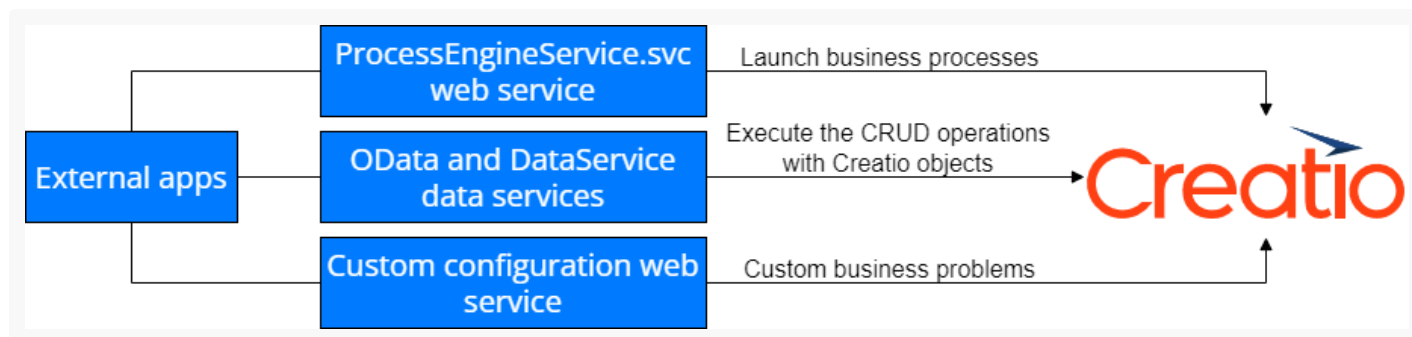 External apps
ProcessEngineService.svc
web service
Launch business processes
OData and DataService
data services
Execute the CRUD operations
with Creatio objects
Custom configuration web
service
Custom business problems
Creatio